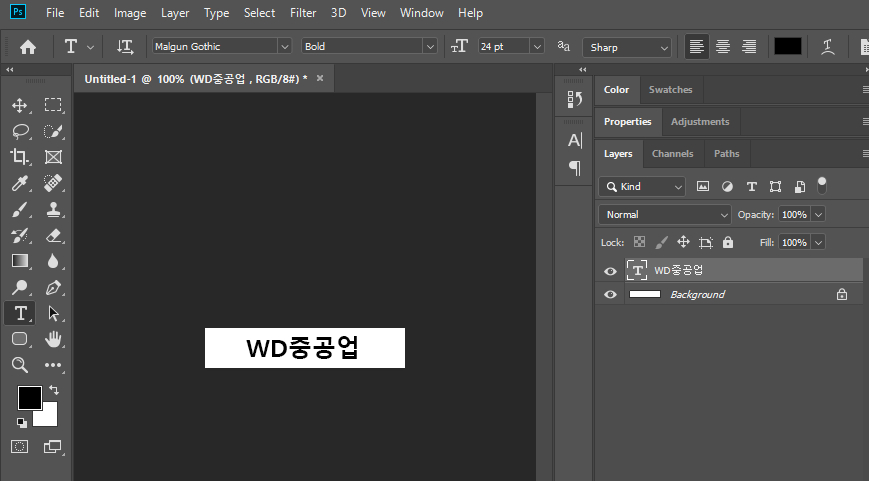 Ps File Edit Image Layer Type Select Filter 3D View Window Help
T Malgun Gothic Bold 24 pt Sharp
Untitled-1 @ 100% (WD중공업 , RGB/8#) *
Color Swatches
Properties Adjustments
Layers Channels Paths
Kind
Normal Opacity: 100%
Lock: Fill: 100%
WD중공업
Background
WD중공업